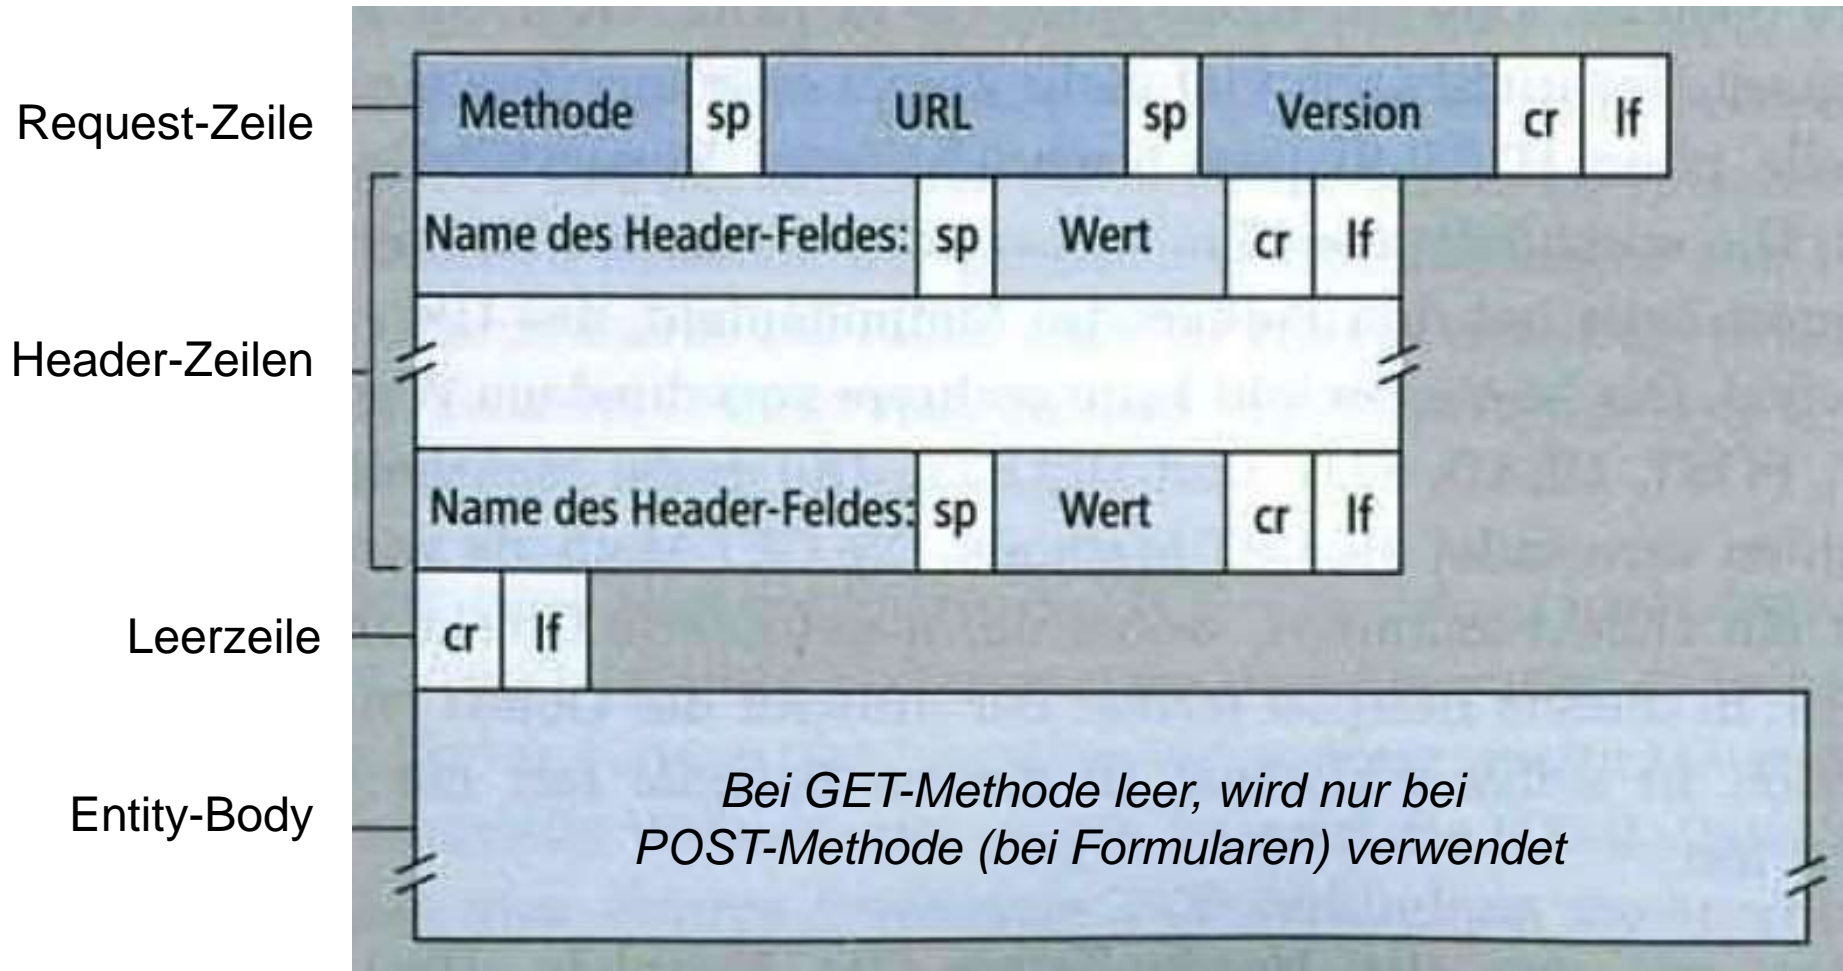 Request-Zeile
Methode sp URL sp Version cr lf
Name des Header-Feldes: sp Wert cr lf
Header-Zeilen
Name des Header-Feldes: sp Wert cr lf
Leerzeile
cr lf
Entity-Body
Bei GET-Methode leer, wird nur bei
POST-Methode (bei Formularen) verwendet